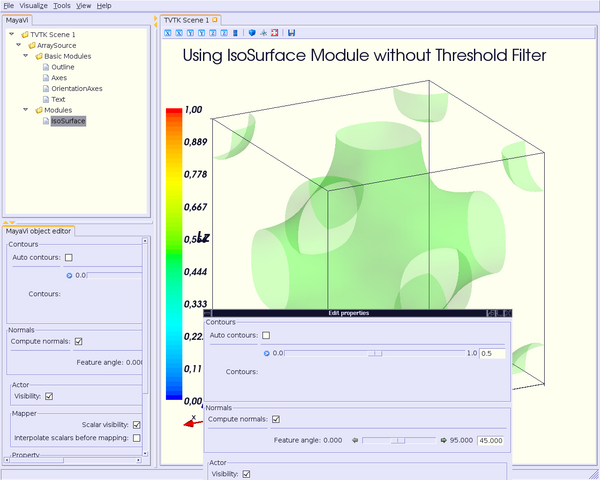 File Visualize Tools View Help
MayaVi
TVTK Scene 1
ArraySource
Basic Modules
Outline
Axes
OrientationAxes
Text
Modules
IsoSurface
MayaVi object editor
Contours
Auto contours:
0.0
Contours:
Normals
Compute normals:
Feature angle: 0.000
Actor
Visibility:
Mapper
Scalar visibility:
Interpolate scalars before mapping:
Property
TVTK Scene 1
X X Y Y Z Z
Using IsoSurface Module without Threshold Filter
1,00
0,889
0,778
0,667
0,444
0,333
0,22
0,11
0,00
x
Edit properties
Contours
Auto contours:
0.0 1.0 0.5
Contours:
Normals
Compute normals:
Feature angle: 0.000 95.000 45.000
Actor
Visibility: